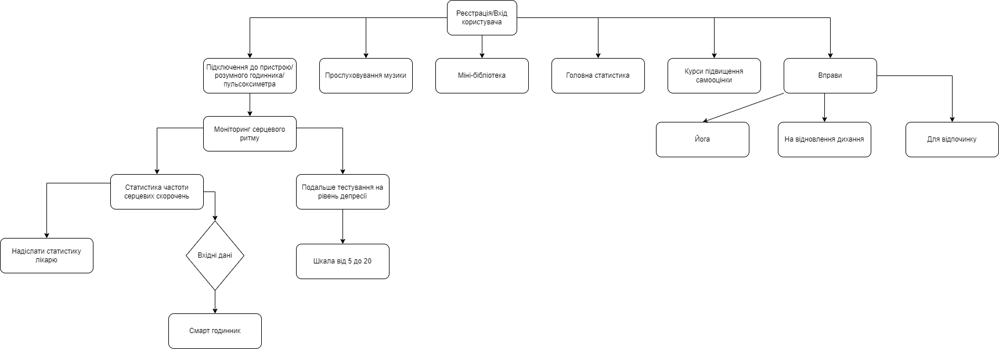 Реєстрація/Вхід
користувача
Підключення до пристрою/
розумного годинника/
пульсоксиметра
Прослуховування музики
Міні-бібліотека
Головна статистика
Курси підвищення
самооцінки
Вправи
Моніторинг серцевого
ритму
Йога
На відновлення дихання
Для відпочинку
Статистика частоти
серцевих скорочень
Подальше тестування на
рівень депресії
Надіслати статистику
лікарю
Вхідні дані
Шкала від 5 до 20
Смарт годинник